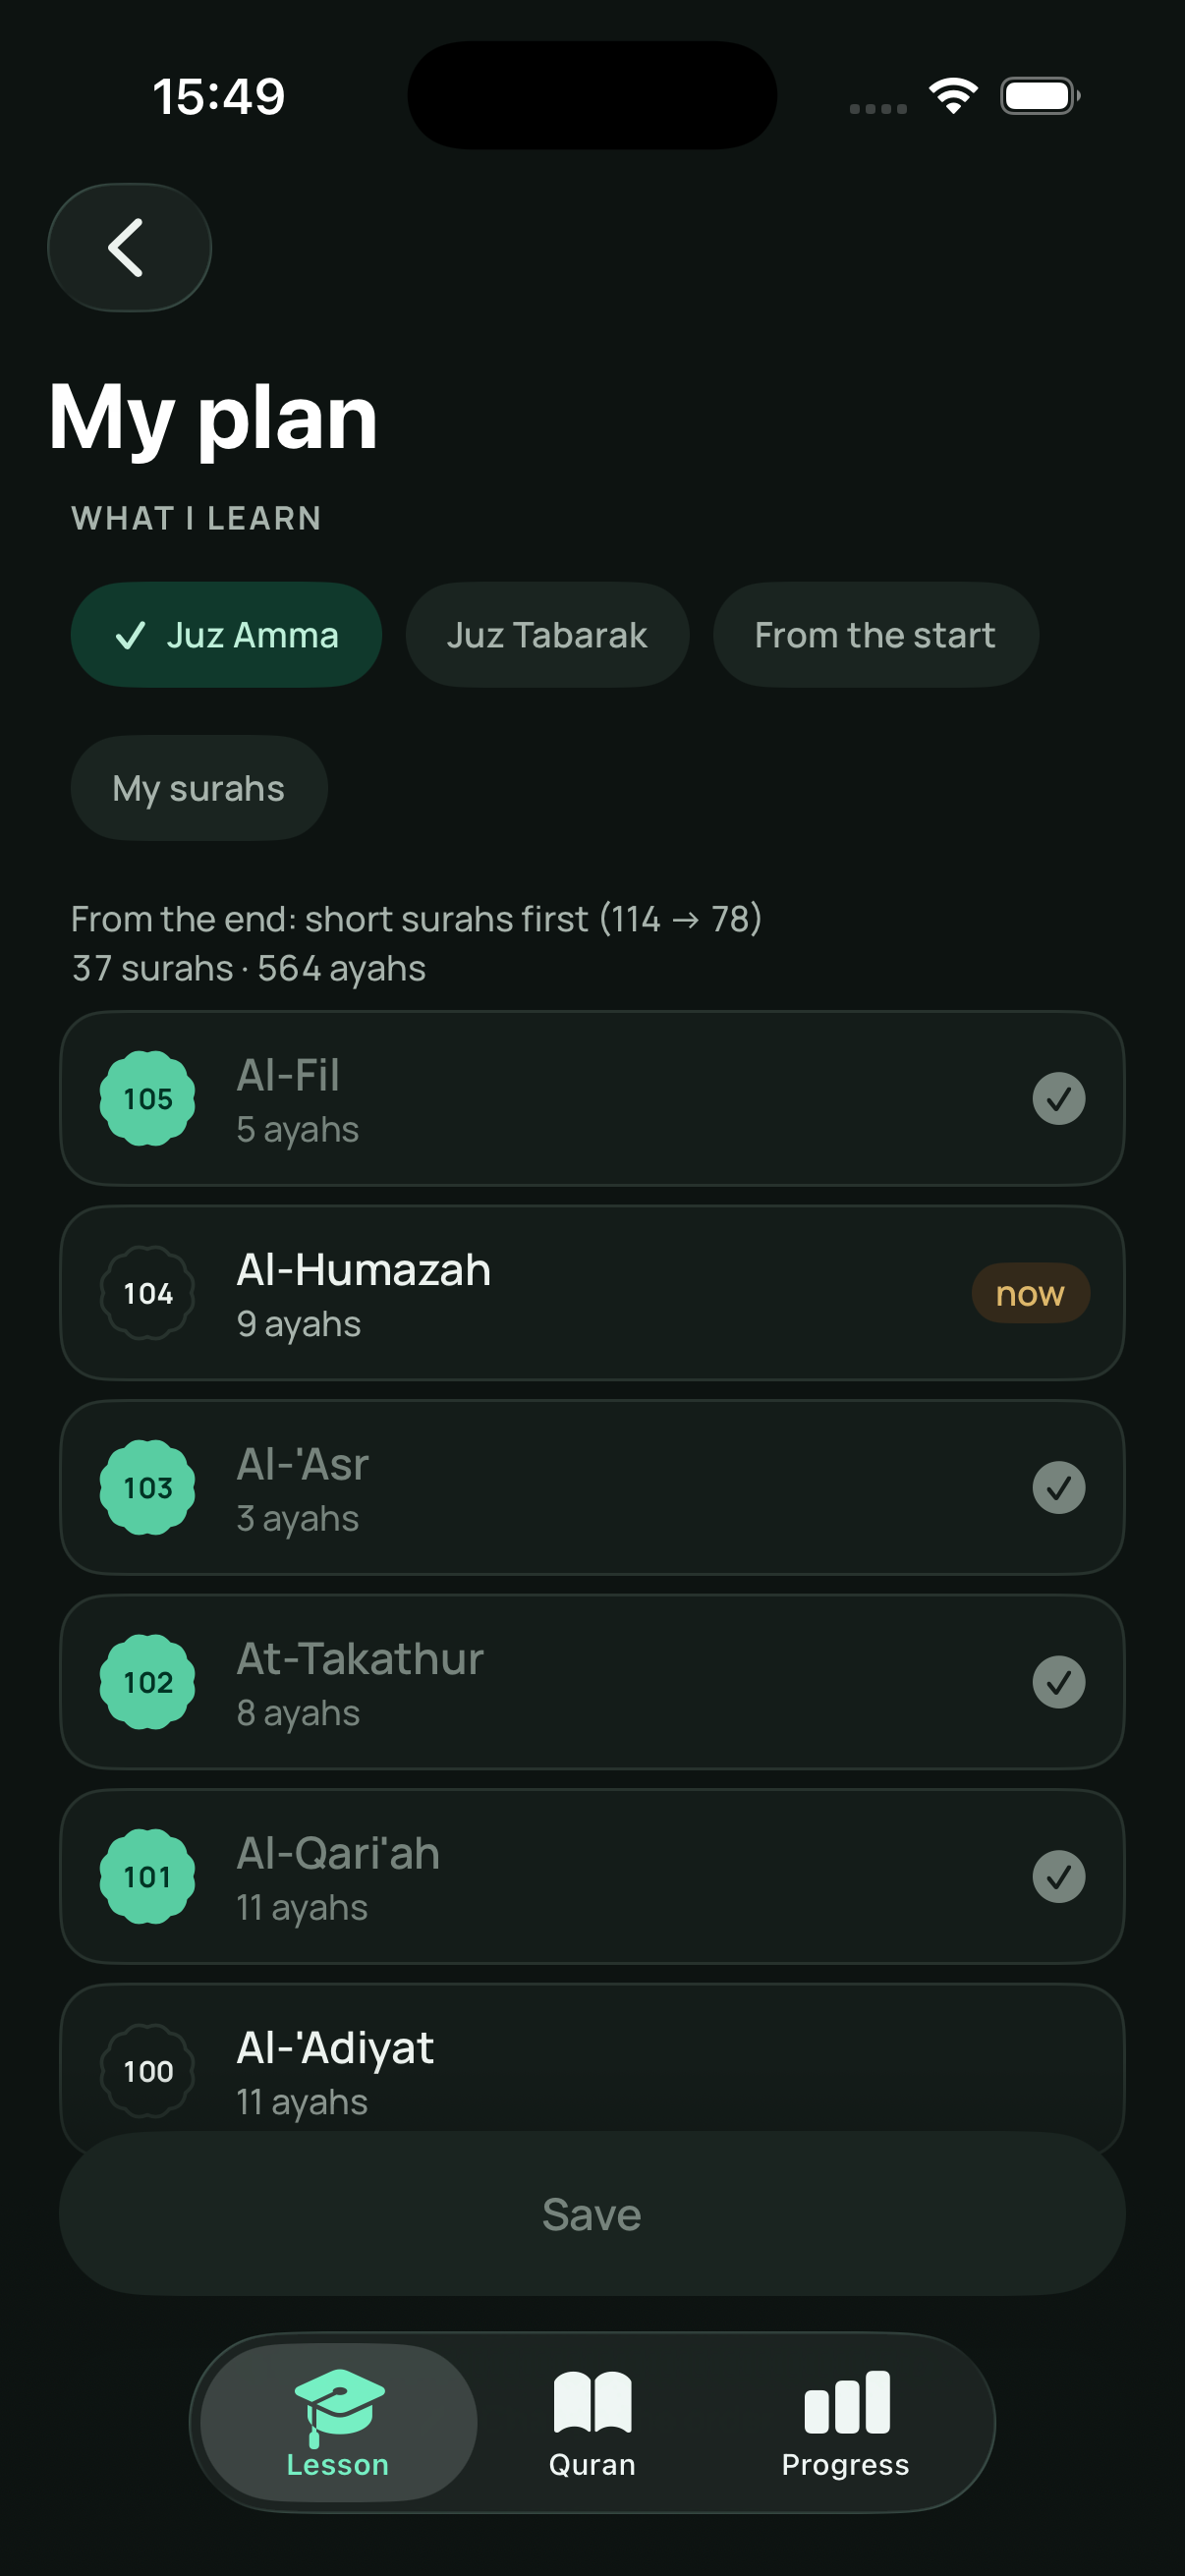 15:49
My plan
WHAT I LEARN
Juz Amma
Juz Tabarak
From the start
My surahs
From the end: short surahs first (114 → 78)
37 surahs · 564 ayahs
105
Al-Fil
5 ayahs
104
Al-Humazah
9 ayahs
now
103
Al-'Asr
3 ayahs
102
At-Takathur
8 ayahs
101
Al-Qari'ah
11 ayahs
100
Al-'Adiyat
11 ayahs
Save
Lesson
Quran
Progress